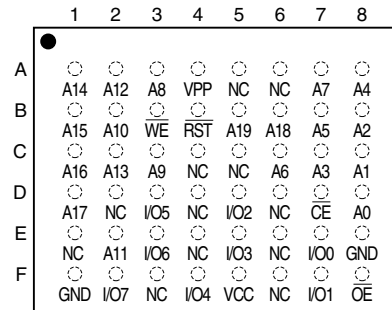 1 2 3 4 5 6 7 8
A
A14 A12 A8 VPP NC NC A7 A4
B
A15 A10 WE RST A19 A18 A5 A2
C
A16 A13 A9 NC NC A6 A3 A1
D
A17 NC I/O5 NC I/O2 NC CE A0
E
NC A11 I/O6 NC I/O3 NC I/O0 GND
F
GND I/O7 NC I/O4 VCC NC I/O1 OE